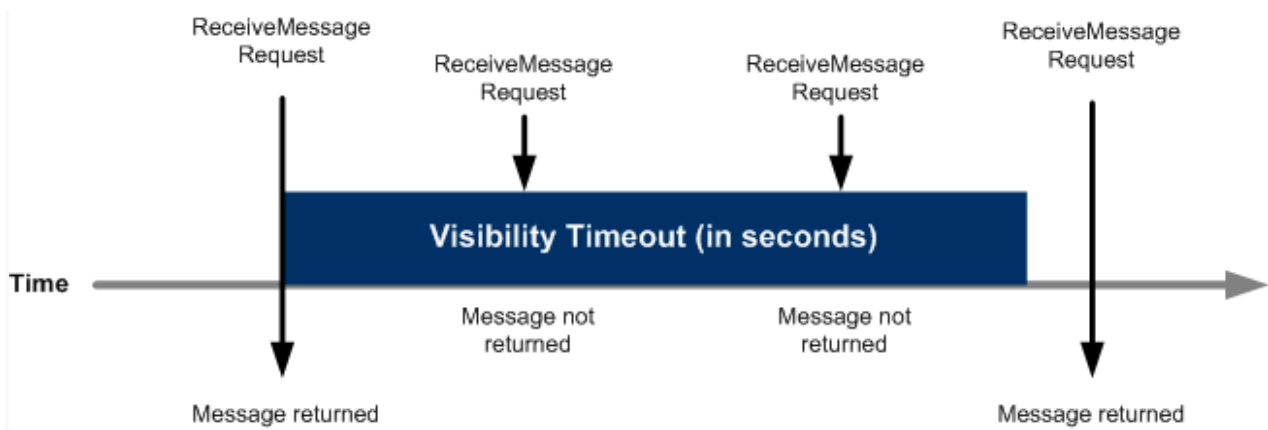 ReceiveMessage
Request
ReceiveMessage
Request
ReceiveMessage
Request
ReceiveMessage
Request
Visibility Timeout (in seconds)
Time
Message not
returned
Message not
returned
Message returned
Message returned